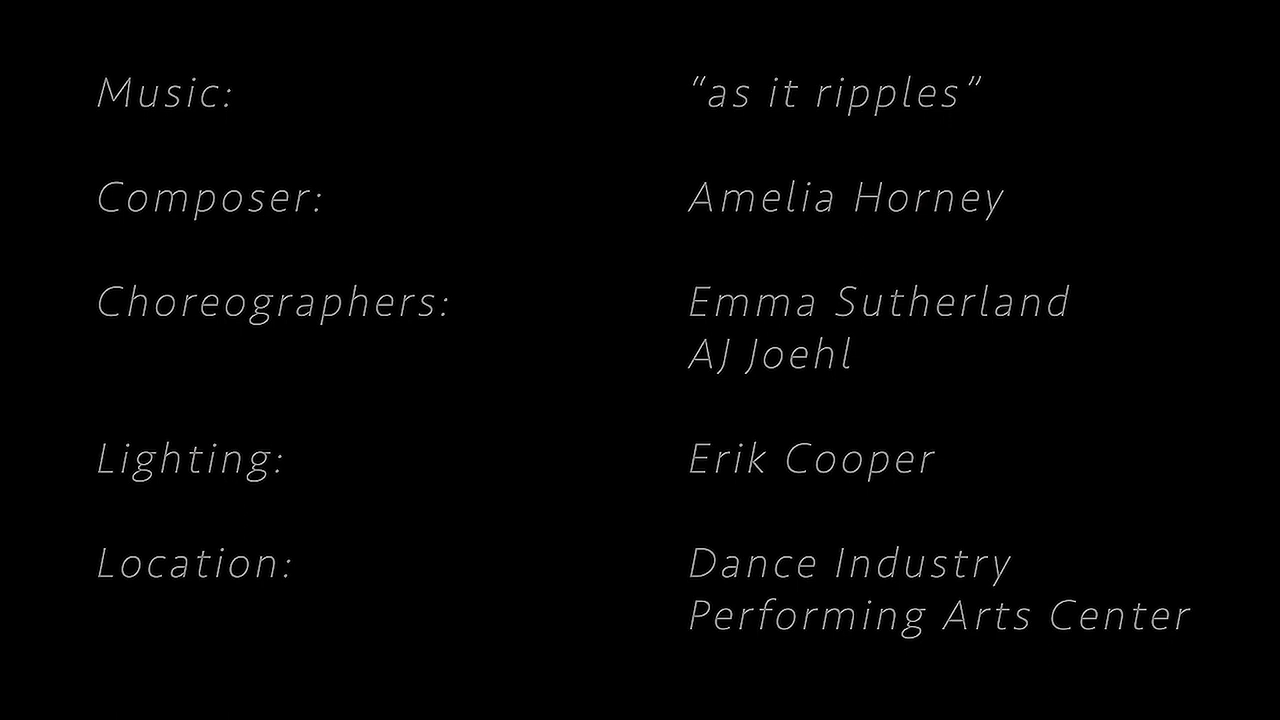 Music: “as it ripples”
Composer: Amelia Horney
Choreographers: Emma Sutherland
AJ Joehl
Lighting: Erik Cooper
Location: Dance Industry
Performing Arts Center